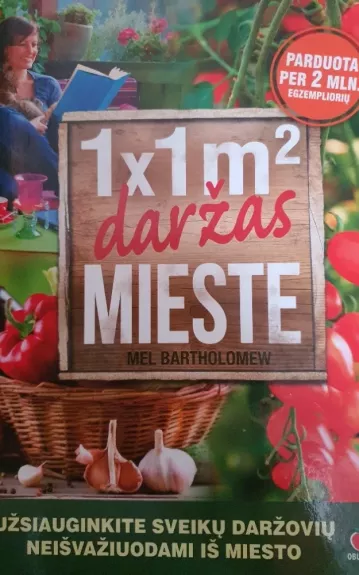 PARDUOTA
PER 2 MLN.
EGZEMPLIORIŲ
1x1m²
daržas
MIESTE
MEL BARTHOLOMEW
UŽSIAUGINKITE SVEIKŲ DARŽOVIŲ
NEIŠVAŽIUODAMI IŠ MIESTO